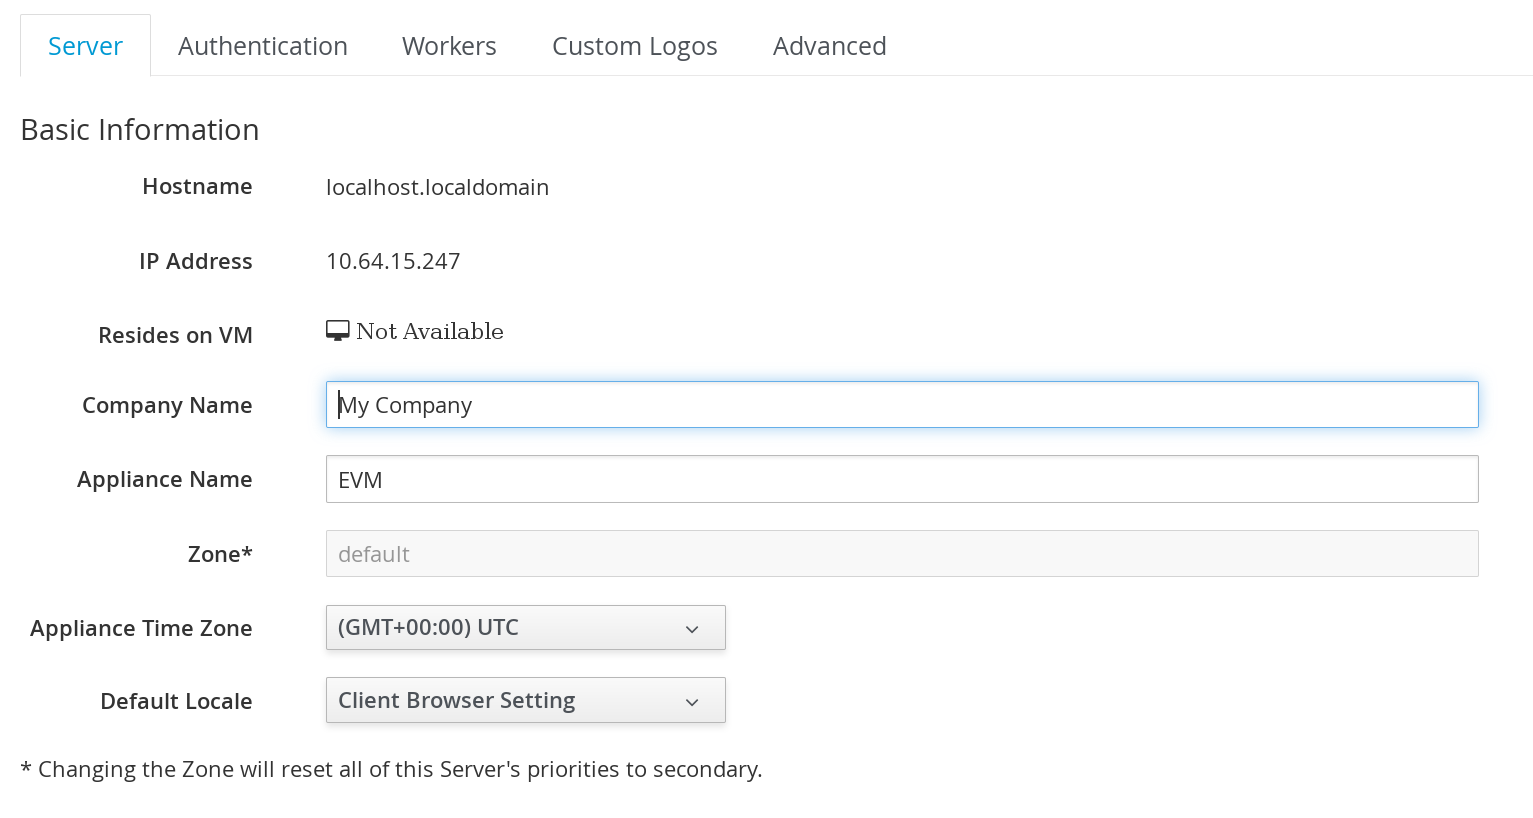 Server Authentication Workers Custom Logos Advanced
Basic Information
Hostname localhost.localdomain
IP Address 10.64.15.247
Resides on VM Not Available
Company Name My Company
Appliance Name EVM
Zone* default
Appliance Time Zone (GMT+00:00) UTC
Default Locale Client Browser Setting
* Changing the Zone will reset all of this Server's priorities to secondary.